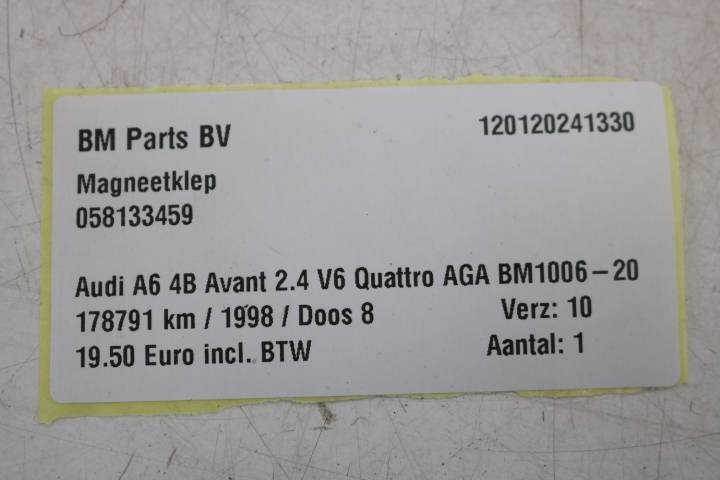 BM Parts BV 120120241330
Magneetklep
058133459
Audi A6 4B Avant 2.4 V6 Quattro AGA BM1006-20
178791 km / 1998 / Doos 8 Verz: 10
19.50 Euro incl. BTW Aantal: 1